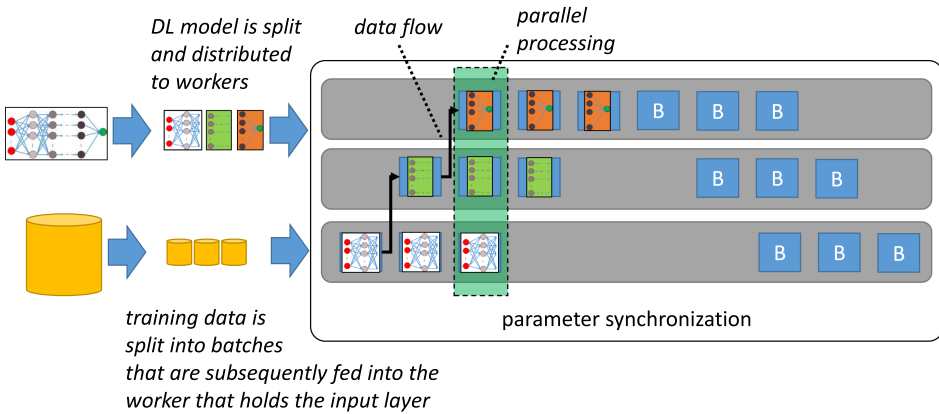 DL model is split
and distributed
to workers
data flow
parallel
processing
B B B
B B B
B B B
parameter synchronization
training data is
split into batches
that are subsequently fed into the
worker that holds the input layer